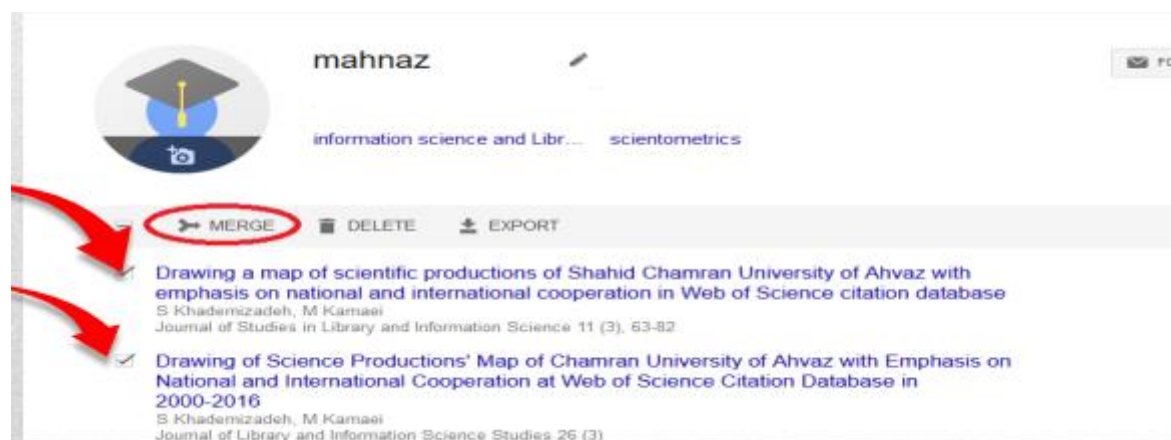 mahnaz
information science and Libr... scientometrics
MERGE DELETE EXPORT
Drawing a map of scientific productions of Shahid Chamran University of Ahvaz with
emphasis on national and international cooperation in Web of Science citation database
S Khademizadeh, M Kamaei
Journal of Studies in Library and Information Science 11 (3), 63-82
Drawing of Science Productions' Map of Chamran University of Ahvaz with Emphasis on
National and International Cooperation at Web of Science Citation Database in
2000-2016
S Khademizadeh, M Kamaei
Journal of Library and Information Science Studies 26 (3)